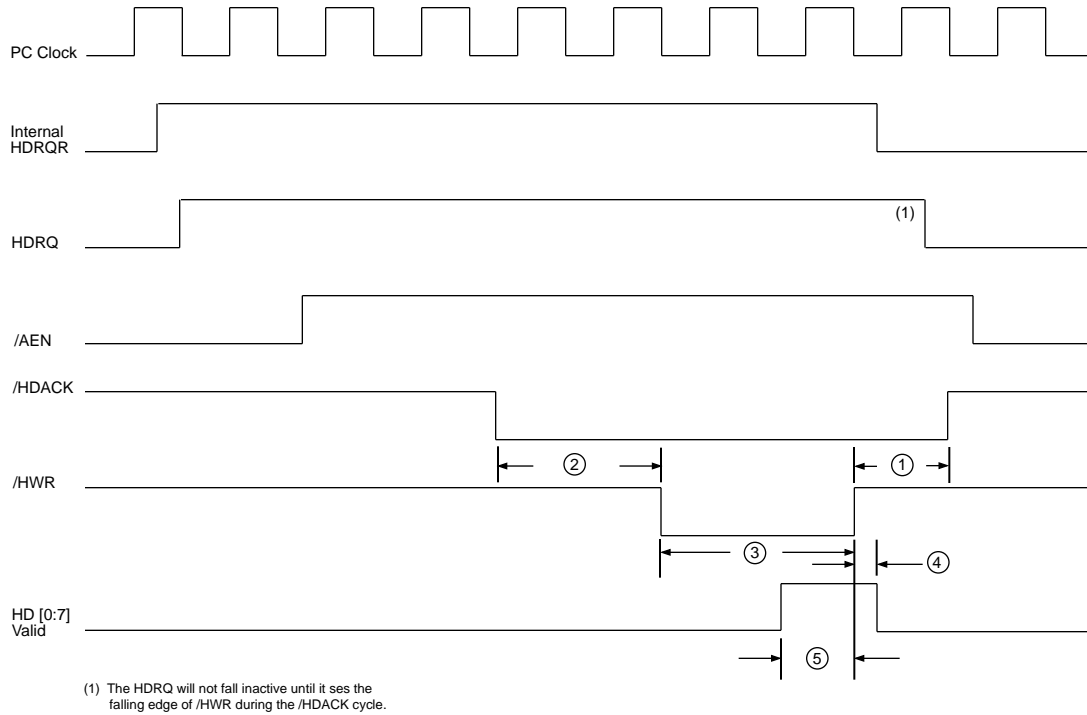 PC Clock
Internal
HDRQR
HDRQ
(1)
/AEN
/HDACK
2
1
/HWR
3
4
HD [0:7]
Valid
5
(1) The HDRQ will not fall inactive until it ses the
falling edge of /HWR during the /HDACK cycle.